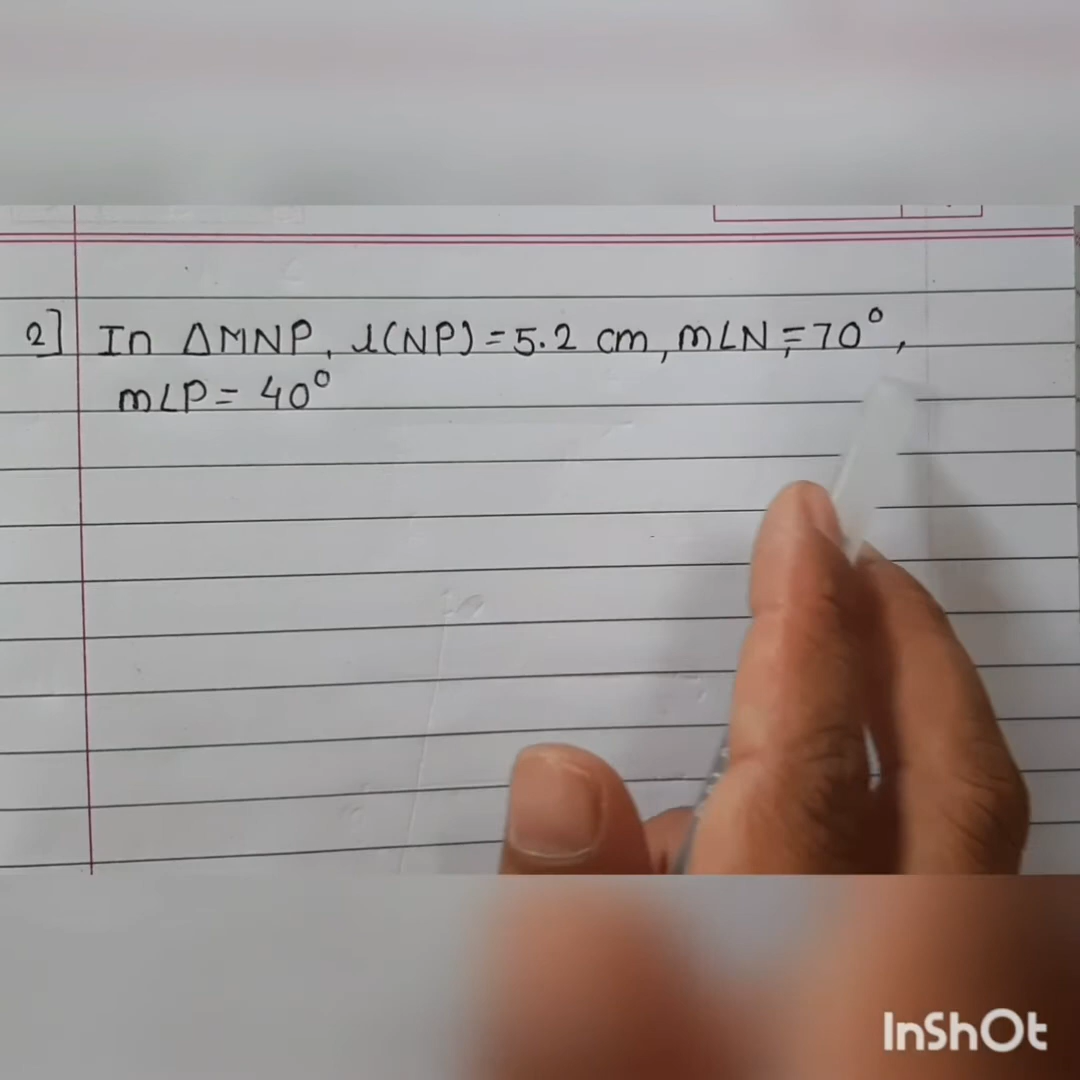 2] In ΔMNP, l(NP)=5.2 cm, m∠N=70°,
m∠P= 40°
InShOt